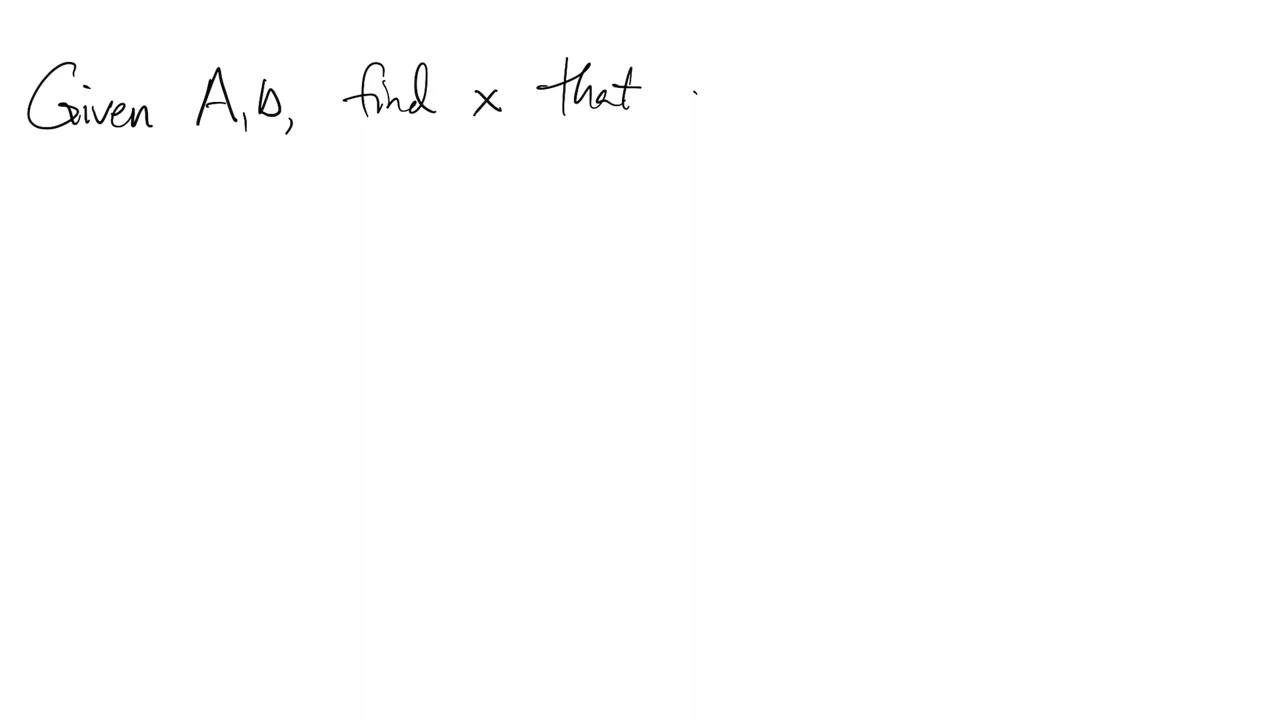 Given A, b, find x that